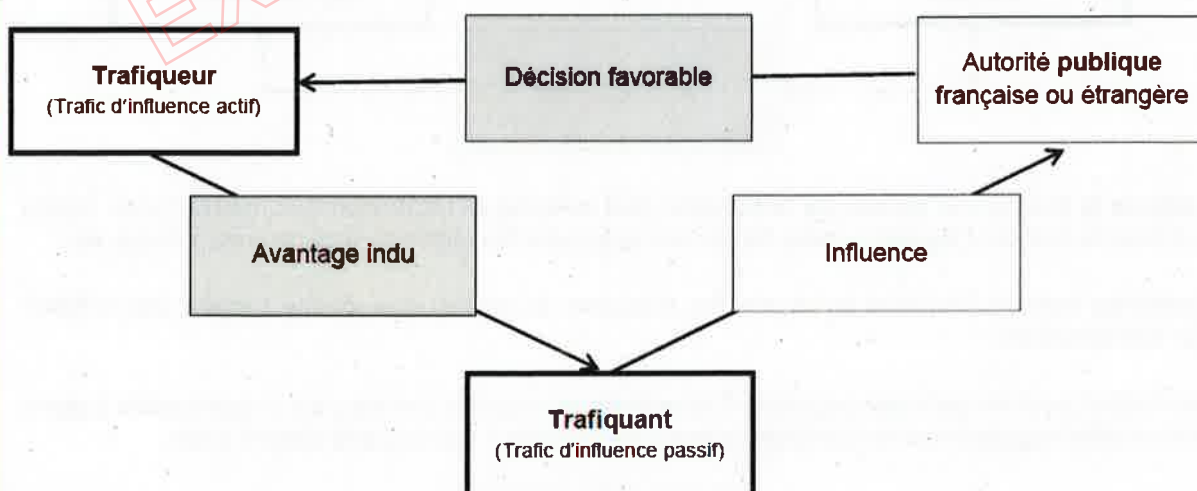 Trafiqueur
(Trafic d'influence actif)
Décision favorable
Autorité publique
française ou étrangère
Avantage indu
Influence
Trafiquant
(Trafic d'influence passif)